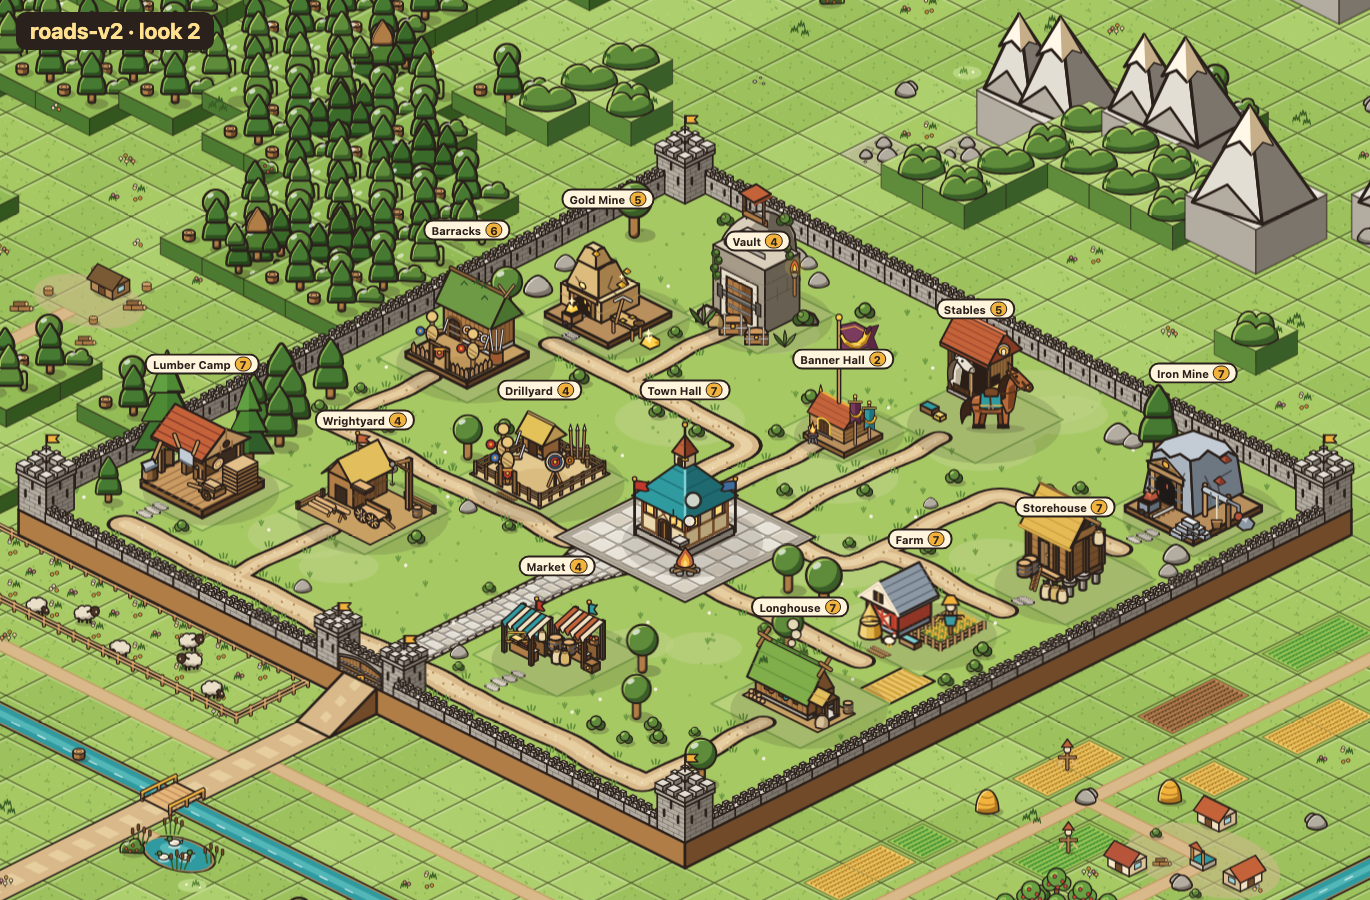 roads-v2 · look 2
Gold Mine 5
Barracks 6
Vault 4
Stables 5
Banner Hall 2
Lumber Camp 7
Iron Mine 7
Drillyard 4
Town Hall 7
Wrightyard 4
Storehouse 7
Farm 7
Market 4
Longhouse 7